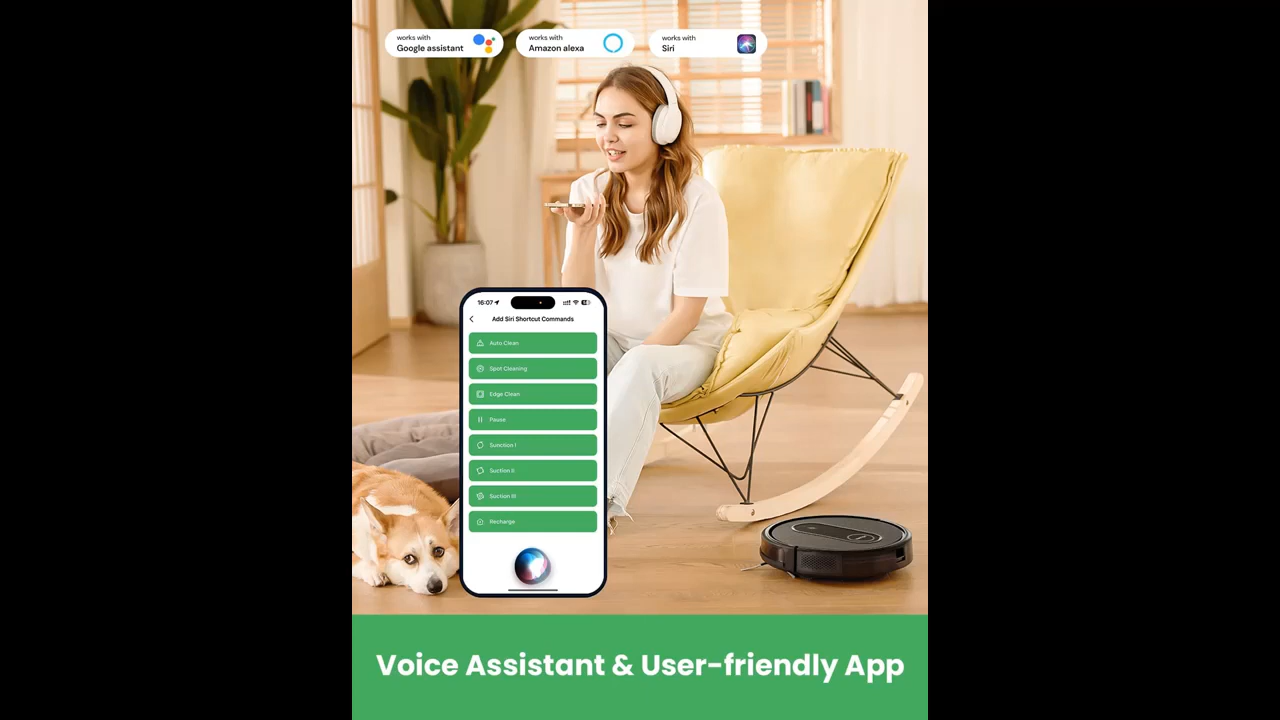 works with
Google assistant
works with
Amazon alexa
works with
Siri
16:07
Add Siri Shortcut Commands
Auto Clean
Spot Cleaning
Edge Clean
Pause
Sunction I
Suction II
Suction III
Recharge
Voice Assistant & User-friendly App